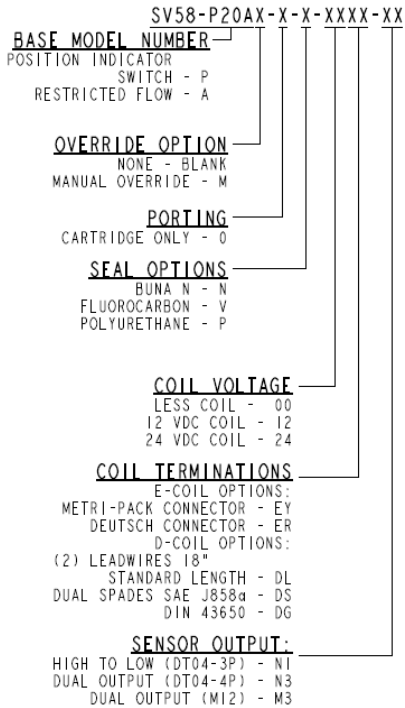 SV58-P20AX-X-X-XXXX-XX
BASE MODEL NUMBER
POSITION INDICATOR
SWITCH - P
RESTRICTED FLOW - A
OVERRIDE OPTION
NONE - BLANK
MANUAL OVERRIDE - M
PORTING
CARTRIDGE ONLY - 0
SEAL OPTIONS
BUNA N - N
FLUOROCARBON - V
POLYURETHANE - P
COIL VOLTAGE
LESS COIL - 00
12 VDC COIL - 12
24 VDC COIL - 24
COIL TERMINATIONS
E-COIL OPTIONS:
METRI-PACK CONNECTOR - EY
DEUTSCH CONNECTOR - ER
D-COIL OPTIONS:
(2) LEADWIRES 18"
STANDARD LENGTH - DL
DUAL SPADES SAE J858a - DS
DIN 43650 - DG
SENSOR OUTPUT:
HIGH TO LOW (DT04-3P) - N1
DUAL OUTPUT (DT04-4P) - N3
DUAL OUTPUT (M12) - M3